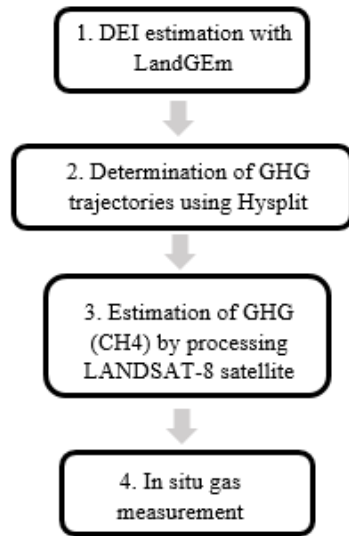 1. DEI estimation with
LandGEm
2. Determination of GHG
trajectories using Hysplit
3. Estimation of GHG
(CH4) by processing
LANDSAT-8 satellite
4. In situ gas
measurement